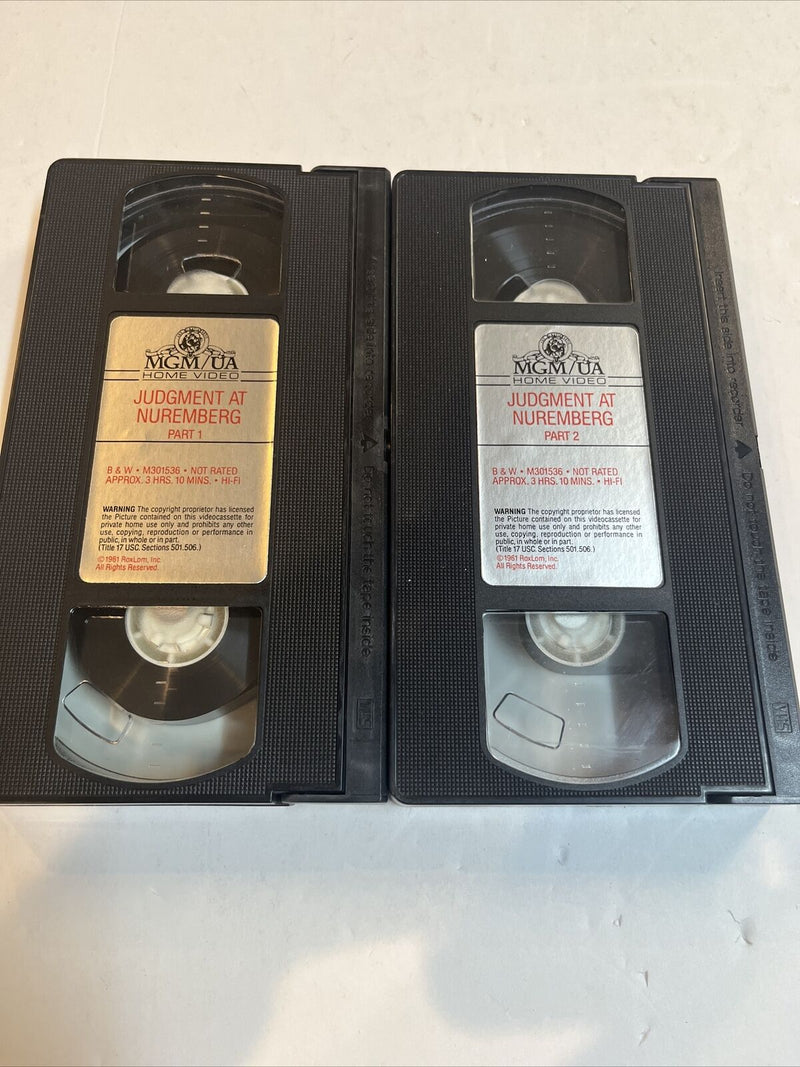 MGM/UA
HOME VIDEO
JUDGMENT AT
NUREMBERG
PART 1
B & W • M301536 • NOT RATED
APPROX. 3 HRS. 10 MINS. • HI-FI
WARNING The copyright proprietor has licensed
the Picture contained on this videocassette for
private home use only and prohibits any other
use, copying, reproduction or performance in
public, in whole or in part.
(Title 17 USC. Sections 501.506.)
©1961 RoxLom, Inc.
All Rights Reserved.
Do not touch the tape inside
VHS
MGM/UA
HOME VIDEO
JUDGMENT AT
NUREMBERG
PART 2
B & W • M301536 • NOT RATED
APPROX. 3 HRS. 10 MINS. • HI-FI
WARNING The copyright proprietor has licensed
the Picture contained on this videocassette for
private home use only and prohibits any other
use, copying, reproduction or performance in
public, in whole or in part.
(Title 17 USC. Sections 501.506.)
©1961 RoxLom, Inc.
All Rights Reserved.
Insert this side into recorder ▲ Do not touch the tape inside
VHS